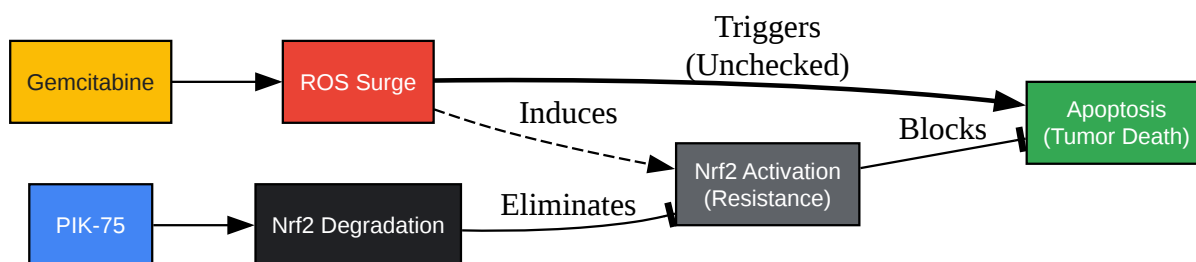 Triggers
(Unchecked)
Gemcitabine
ROS Surge
Induces
Blocks
Apoptosis
(Tumor Death)
Nrf2 Activation
(Resistance)
Eliminates
PIK-75
Nrf2 Degradation